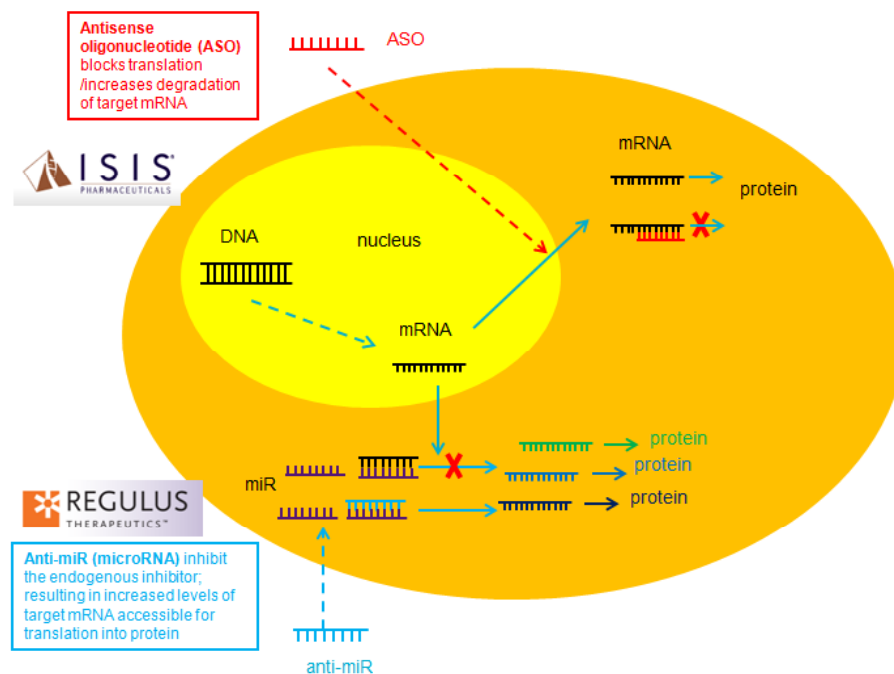 Antisense
oligonucleotide (ASO)
blocks translation
/increases degradation
of target mRNA
ASO
ISIS
PHARMACEUTICALS
mRNA
protein
DNA
nucleus
mRNA
protein
protein
miR
protein
REGULUS
THERAPEUTICS™
Anti-miR (microRNA) inhibit
the endogenous inhibitor;
resulting in increased levels of
target mRNA accessible for
translation into protein
anti-miR